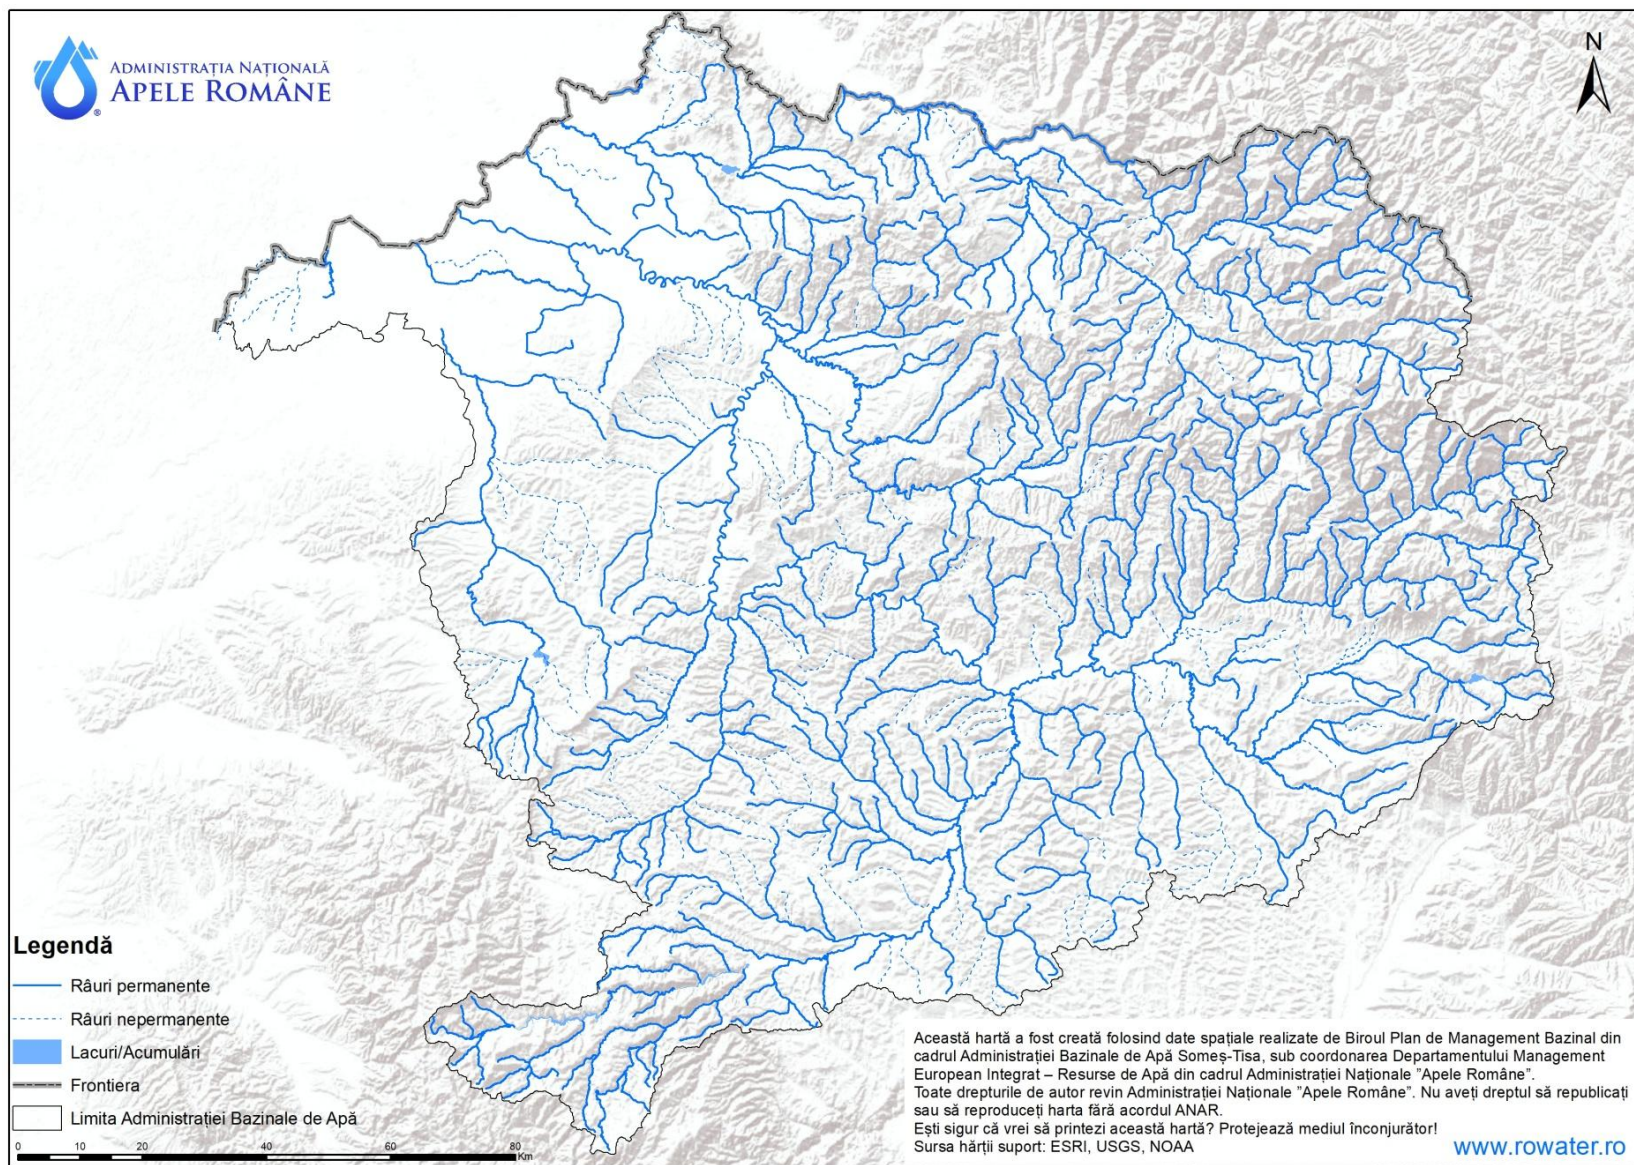 ADMINISTRAȚIA NAȚIONALĂ
APELE ROMÂNE
®
N
Legendă
Râuri permanente
Râuri nepermanente
Lacuri/Acumulări
Frontiera
Limita Administrației Bazinale de Apă
0 10 20 40 60 80
Km
Această hartă a fost creată folosind date spațiale realizate de Biroul Plan de Management Bazinal din
cadrul Administrației Bazinale de Apă Someș-Tisa, sub coordonarea Departamentului Management
European Integrat – Resurse de Apă din cadrul Administrației Naționale "Apele Române".
Toate drepturile de autor revin Administrației Naționale "Apele Române". Nu aveți dreptul să republicați
sau să reproduceți harta fără acordul ANAR.
Ești sigur că vrei să printezi această hartă? Protejează mediul înconjurător!
Sursa hărții suport: ESRI, USGS, NOAA
www.rowater.ro